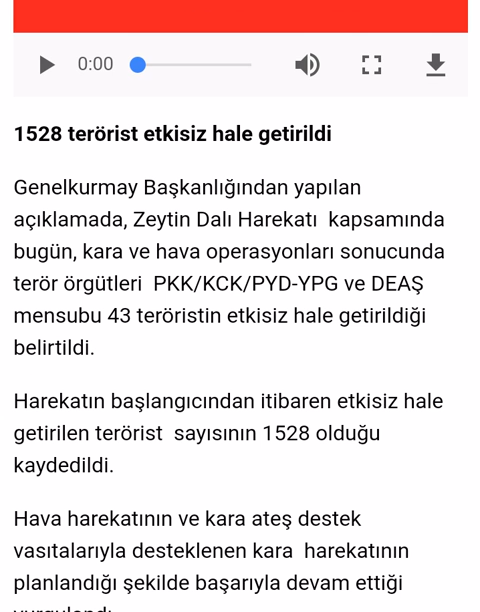 0:00
1528 terörist etkisiz hale getirildi
Genelkurmay Başkanlığından yapılan
açıklamada, Zeytin Dalı Harekatı kapsamında
bugün, kara ve hava operasyonları sonucunda
terör örgütleri PKK/KCK/PYD-YPG ve DEAŞ
mensubu 43 teröristin etkisiz hale getirildiği
belirtildi.
Harekatın başlangıcından itibaren etkisiz hale
getirilen terörist sayısının 1528 olduğu
kaydedildi.
Hava harekatının ve kara ateş destek
vasıtalarıyla desteklenen kara harekatının
planlandığı şekilde başarıyla devam ettiği